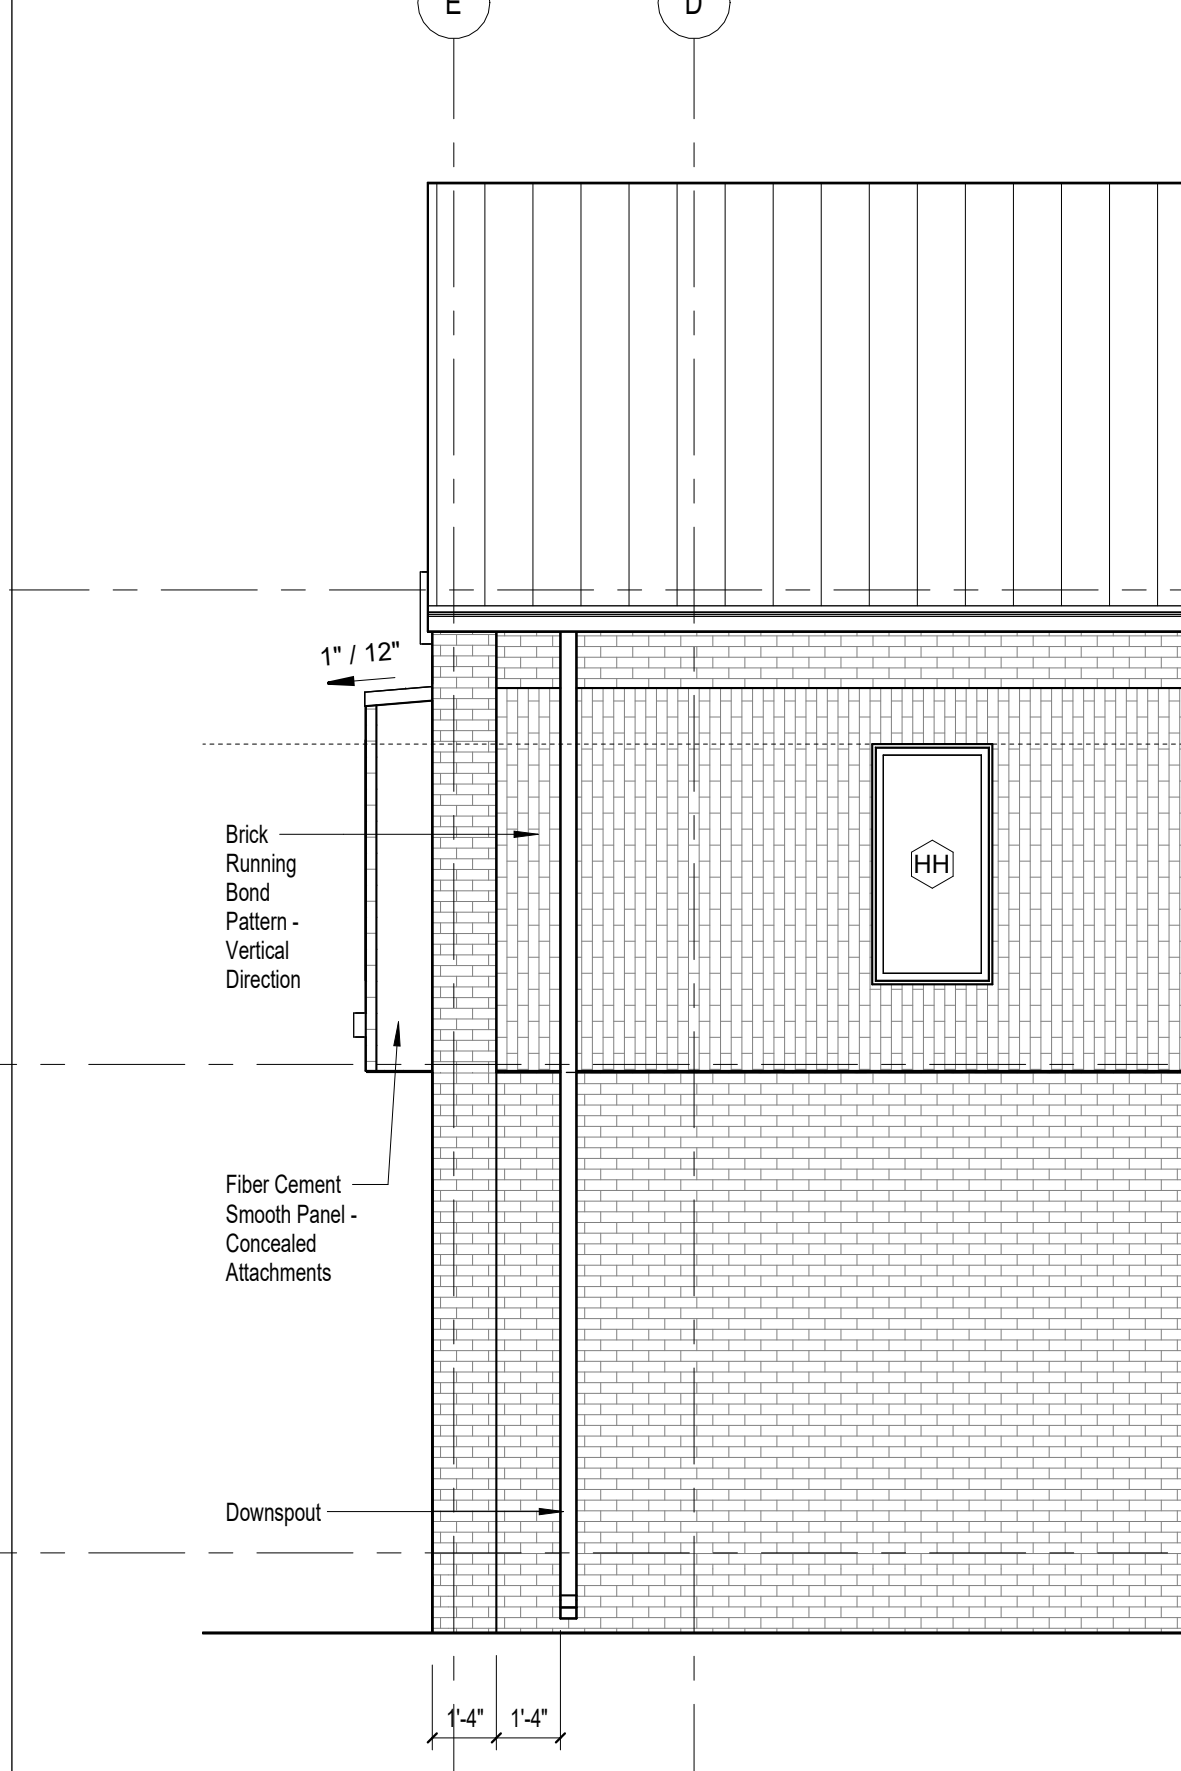 E
D
1" / 12"
Brick
Running
Bond
Pattern -
Vertical
Direction
HH
Fiber Cement
Smooth Panel -
Concealed
Attachments
Downspout
1'-4"
1'-4"